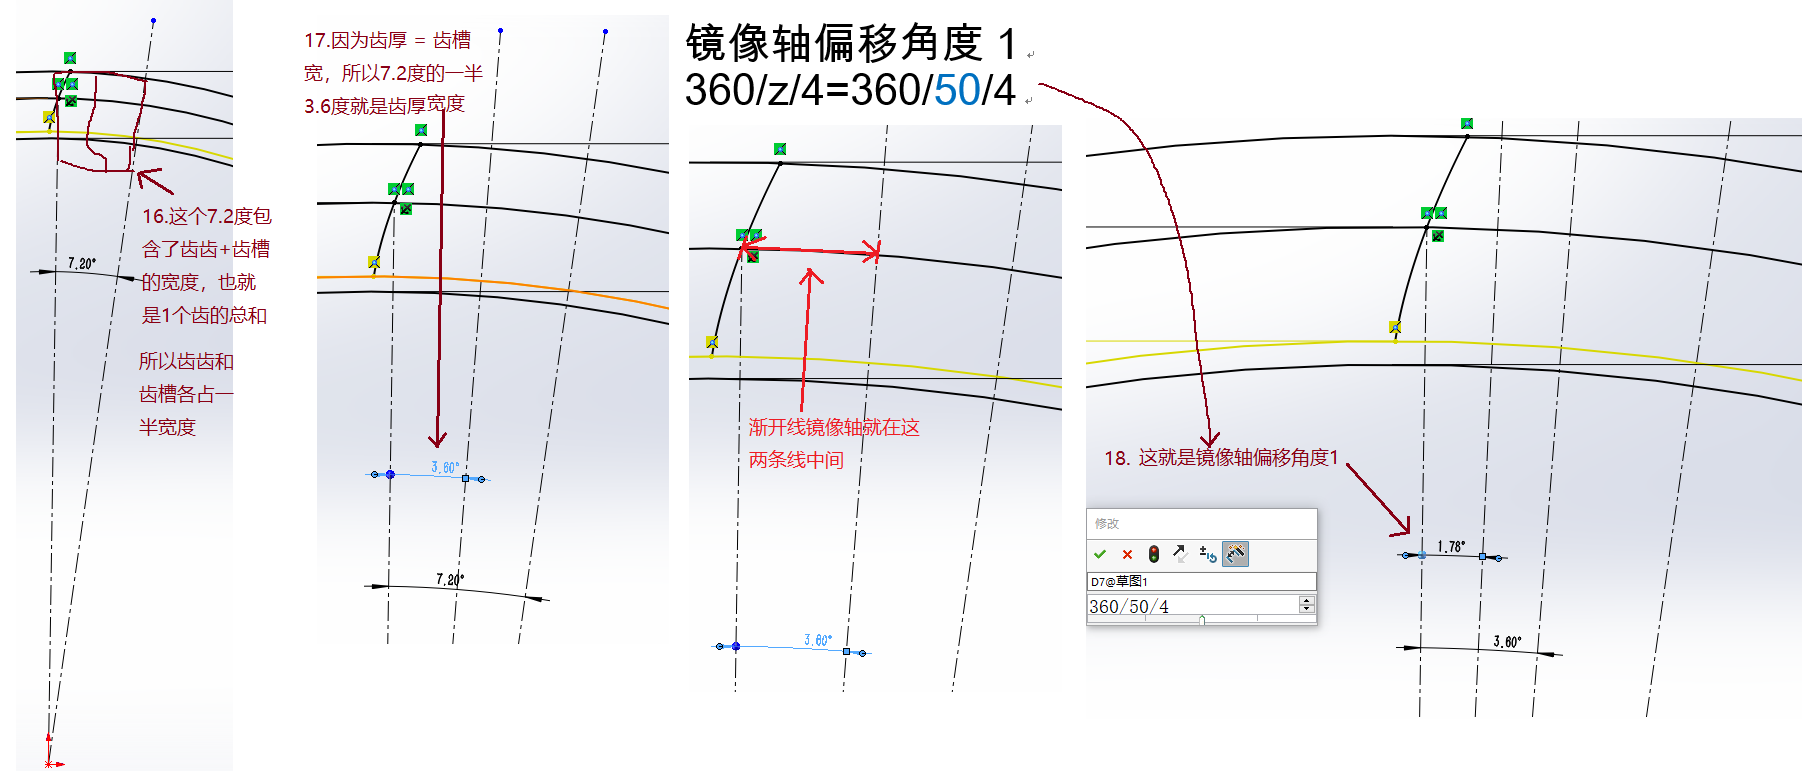 16.这个7.2度包
含了齿齿+齿槽
的宽度，也就
是1个齿的总和
所以齿齿和
齿槽各占一
半宽度
7.20°
17.因为齿厚 = 齿槽
宽，所以7.2度的一半
3.6度就是齿厚宽度
3.60°
7.20°
镜像轴偏移角度 1
360/z/4=360/50/4
渐开线镜像轴就在这
两条线中间
3.60°
18. 这就是镜像轴偏移角度1
修改
D7@草图1
360/50/4
1.78°
3.60°